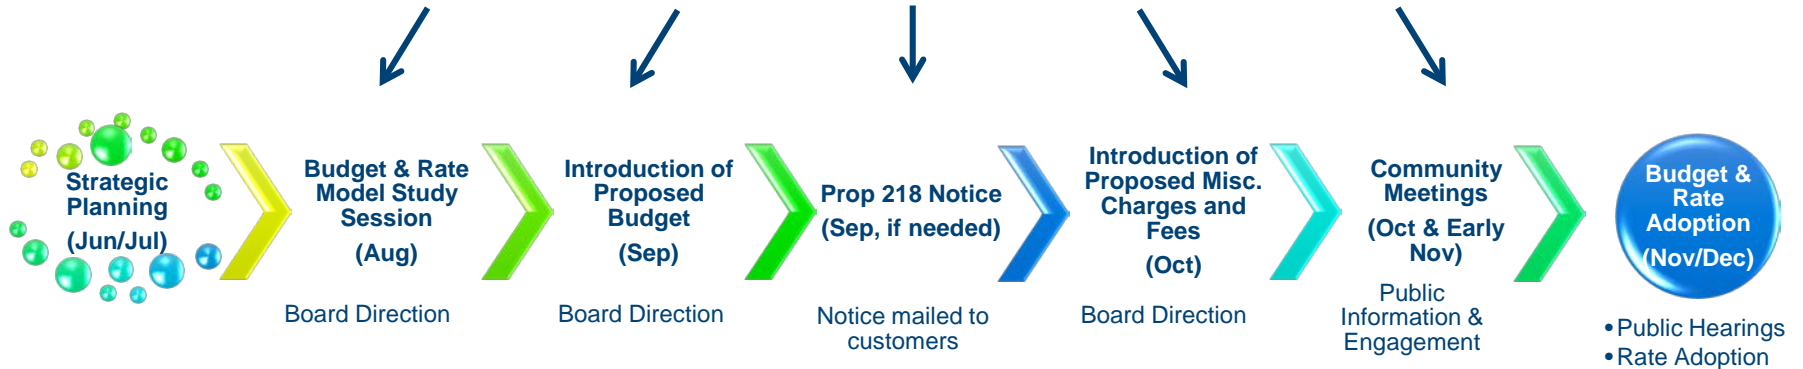 Strategic
Planning
(Jun/Jul)
Budget & Rate
Model Study
Session
(Aug)
Board Direction
Introduction of
Proposed
Budget
(Sep)
Board Direction
Prop 218 Notice
(Sep, if needed)
Notice mailed to
customers
Introduction of
Proposed Misc.
Charges and
Fees
(Oct)
Board Direction
Community
Meetings
(Oct & Early
Nov)
Public
Information &
Engagement
Budget &
Rate
Adoption
(Nov/Dec)
• Public Hearings
• Rate Adoption